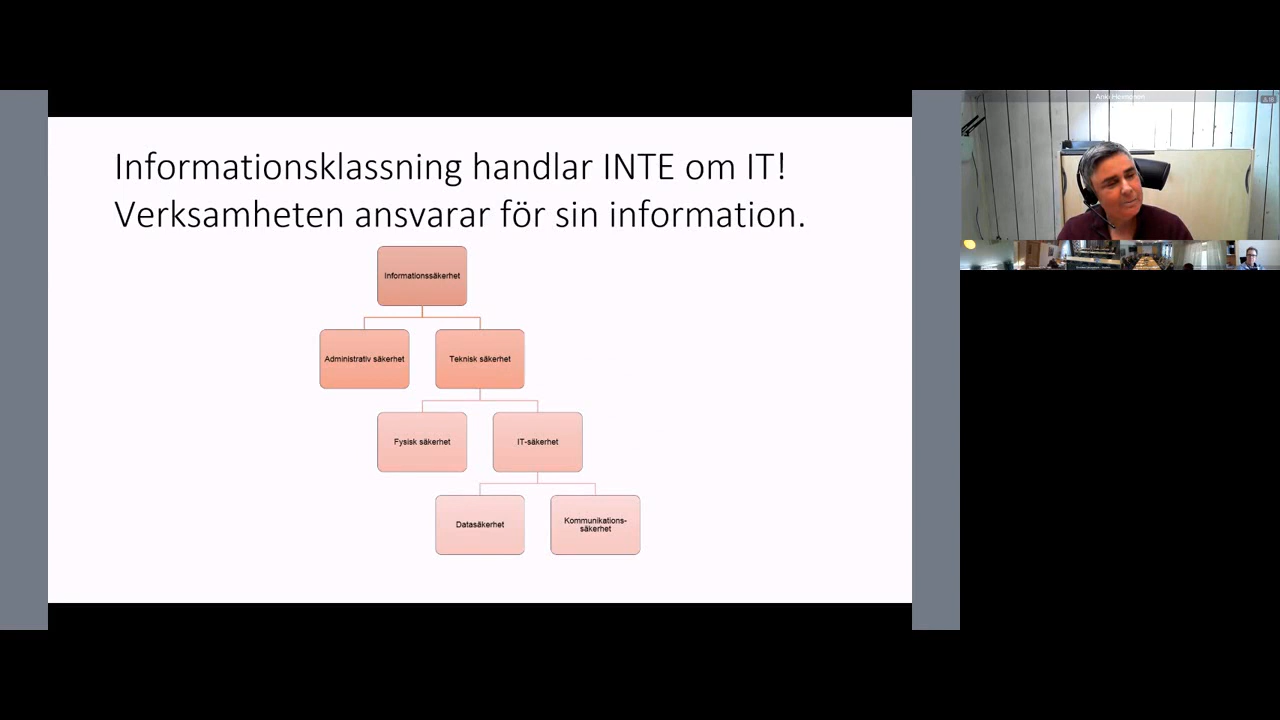 Informationsklassning handlar INTE om IT!
Verksamheten ansvarar för sin information.
Informationssäkerhet
Administrativ säkerhet
Teknisk säkerhet
Fysisk säkerhet
IT-säkerhet
Datasäkerhet
Kommunikations-
säkerhet